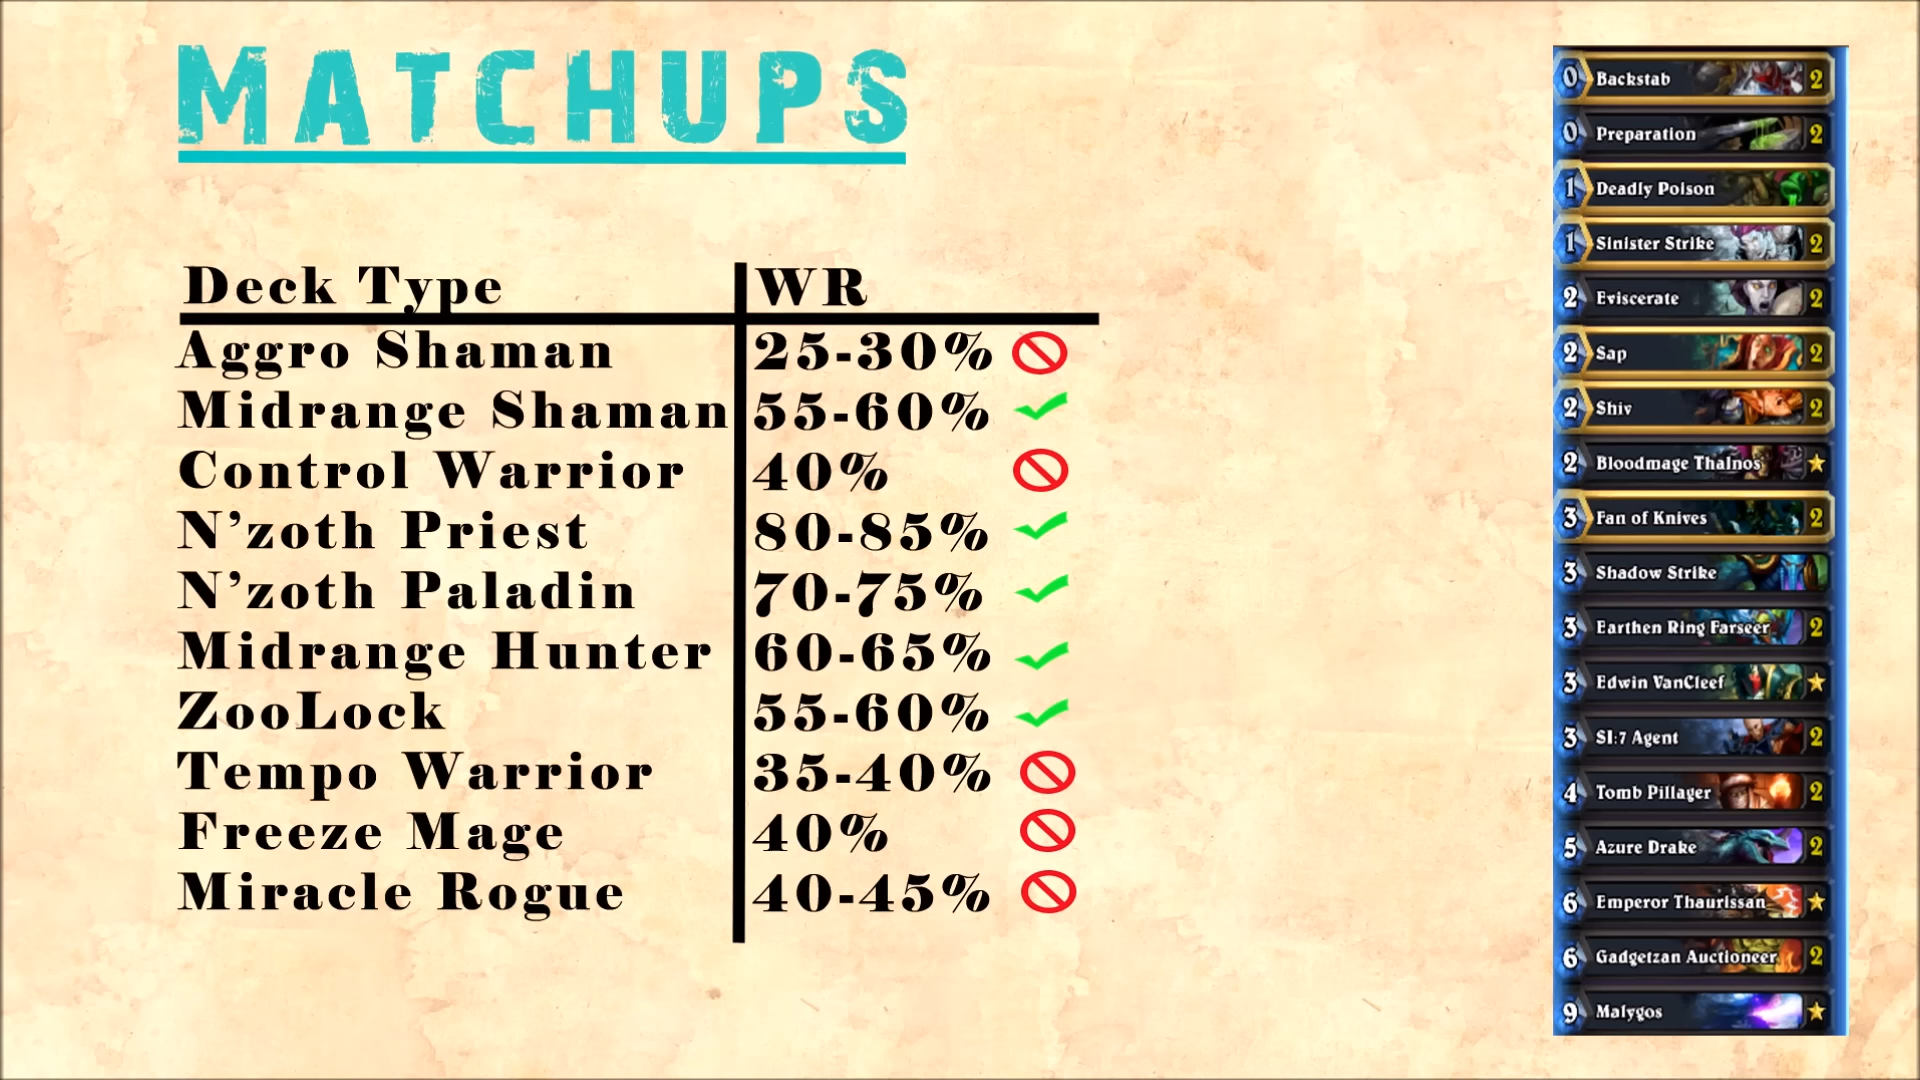 MATCHUPS
Deck Type WR
Aggro Shaman 25-30%
Midrange Shaman 55-60%
Control Warrior 40%
N'zoth Priest 80-85%
N'zoth Paladin 70-75%
Midrange Hunter 60-65%
ZooLock 55-60%
Tempo Warrior 35-40%
Freeze Mage 40%
Miracle Rogue 40-45%
0 Backstab 2
0 Preparation 2
1 Deadly Poison
1 Sinister Strike 2
2 Eviscerate 2
2 Sap 2
2 Shiv 2
2 Bloodmage Thalnos
3 Fan of Knives 2
3 Shadow Strike
3 Earthen Ring Farseer 2
3 Edwin VanCleef
3 SI:7 Agent 2
4 Tomb Pillager 2
5 Azure Drake 2
6 Emperor Thaurissan
6 Gadgetzan Auctioneer 2
9 Malygos